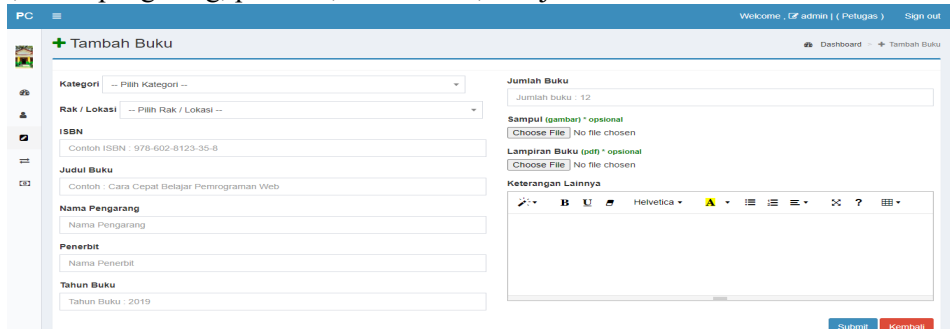 PC Welcome , admin | ( Petugas ) Sign out
Tambah Buku
Dashboard > Tambah Buku
Kategori -- Pilih Kategori --
Rak / Lokasi -- Pilih Rak / Lokasi --
ISBN
Contoh ISBN : 978-602-8123-35-8
Judul Buku
Contoh : Cara Cepat Belajar Pemrograman Web
Nama Pengarang
Nama Pengarang
Penerbit
Nama Penerbit
Tahun Buku
Tahun Buku : 2019
Jumlah Buku
Jumlah buku : 12
Sampul (gambar) * opsional
Choose File No file chosen
Lampiran Buku (pdf) * opsional
Choose File No file chosen
Keterangan Lainnya
B U Helvetica A ?
Submit Kembali